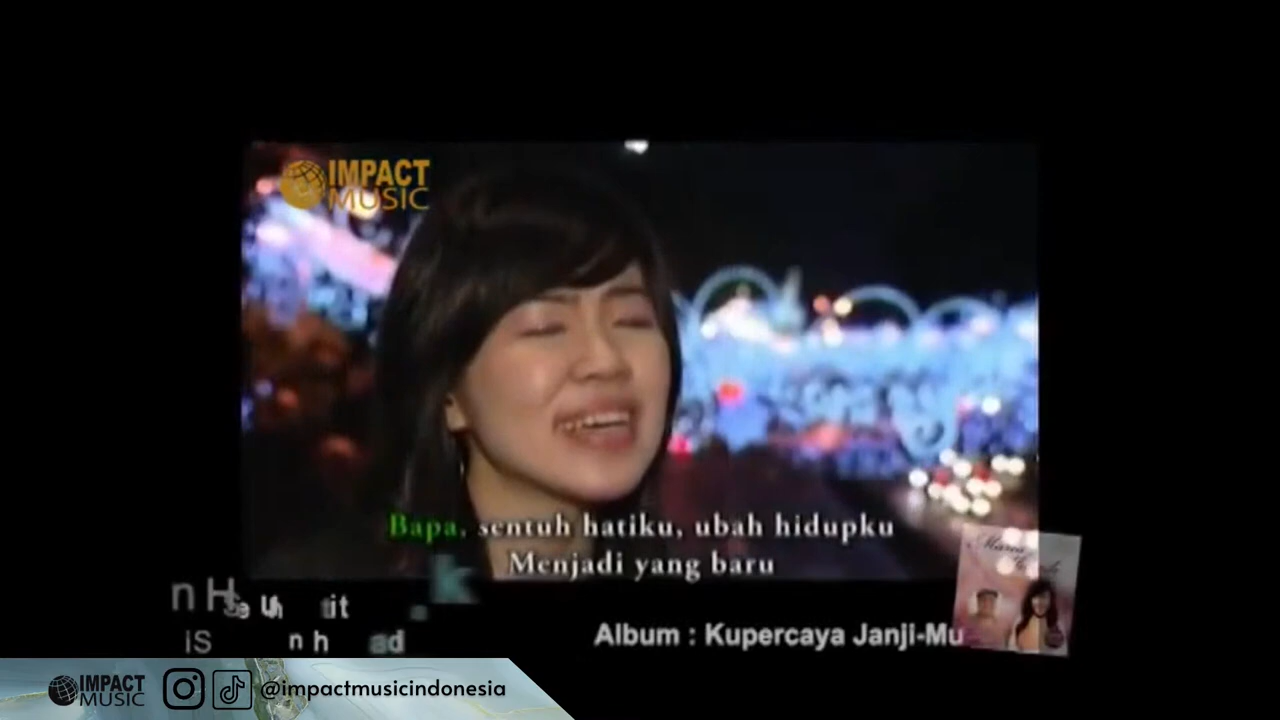 IMPACT
MUSIC
Bapa, sentuh hatiku, ubah hidupku
Menjadi yang baru
Album : Kupercaya Janji-Mu
IMPACT
MUSIC
@impactmusicindonesia